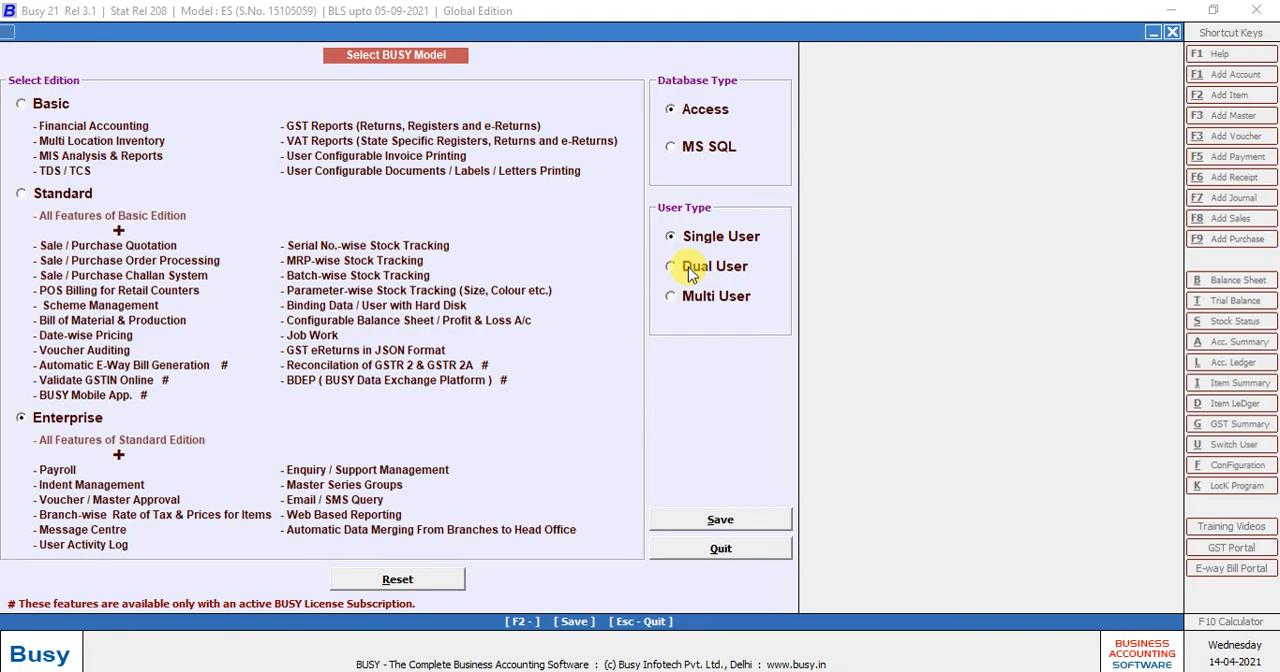 Busy 21 Rel 3.1 | Stat Rel 208 | Model : ES (S.No. 15105059) | BLS upto 05-09-2021 | Global Edition
Shortcut Keys
Select BUSY Model
Select Edition
Basic
- Financial Accounting
- Multi Location Inventory
- MIS Analysis & Reports
- TDS / TCS
- GST Reports (Returns, Registers and e-Returns)
- VAT Reports (State Specific Registers, Returns and e-Returns)
- User Configurable Invoice Printing
- User Configurable Documents / Labels / Letters Printing
Standard
- All Features of Basic Edition
+
- Sale / Purchase Quotation
- Sale / Purchase Order Processing
- Sale / Purchase Challan System
- POS Billing for Retail Counters
- Scheme Management
- Bill of Material & Production
- Date-wise Pricing
- Voucher Auditing
- Automatic E-Way Bill Generation #
- Validate GSTIN Online #
- BUSY Mobile App. #
- Serial No.-wise Stock Tracking
- MRP-wise Stock Tracking
- Batch-wise Stock Tracking
- Parameter-wise Stock Tracking (Size, Colour etc.)
- Binding Data / User with Hard Disk
- Configurable Balance Sheet / Profit & Loss A/c
- Job Work
- GST eReturns in JSON Format
- Reconcilation of GSTR 2 & GSTR 2A #
- BDEP ( BUSY Data Exchange Platform ) #
Enterprise
- All Features of Standard Edition
+
- Payroll
- Indent Management
- Voucher / Master Approval
- Branch-wise Rate of Tax & Prices for Items
- Message Centre
- User Activity Log
- Enquiry / Support Management
- Master Series Groups
- Email / SMS Query
- Web Based Reporting
- Automatic Data Merging From Branches to Head Office
Database Type
Access
MS SQL
User Type
Single User
Dual User
Multi User
Save
Quit
Reset
# These features are available only with an active BUSY License Subscription.
[ F2 - ] [ Save ] [ Esc - Quit ]
F1 Help
F1 Add Account
F2 Add Item
F3 Add Master
F3 Add Voucher
F5 Add Payment
F6 Add Receipt
F7 Add Journal
F8 Add Sales
F9 Add Purchase
B Balance Sheet
T Trial Balance
S Stock Status
A Acc. Summary
L Acc. Ledger
I Item Summary
D Item LeDger
G GST Summary
U Switch User
F ConFiguration
K LocK Program
Training Videos
GST Portal
E-way Bill Portal
F10 Calculator
Busy
BUSY - The Complete Business Accounting Software : (c) Busy Infotech Pvt. Ltd., Delhi : www.busy.in
BUSINESS
ACCOUNTING
SOFTWARE
Wednesday
14-04-2021